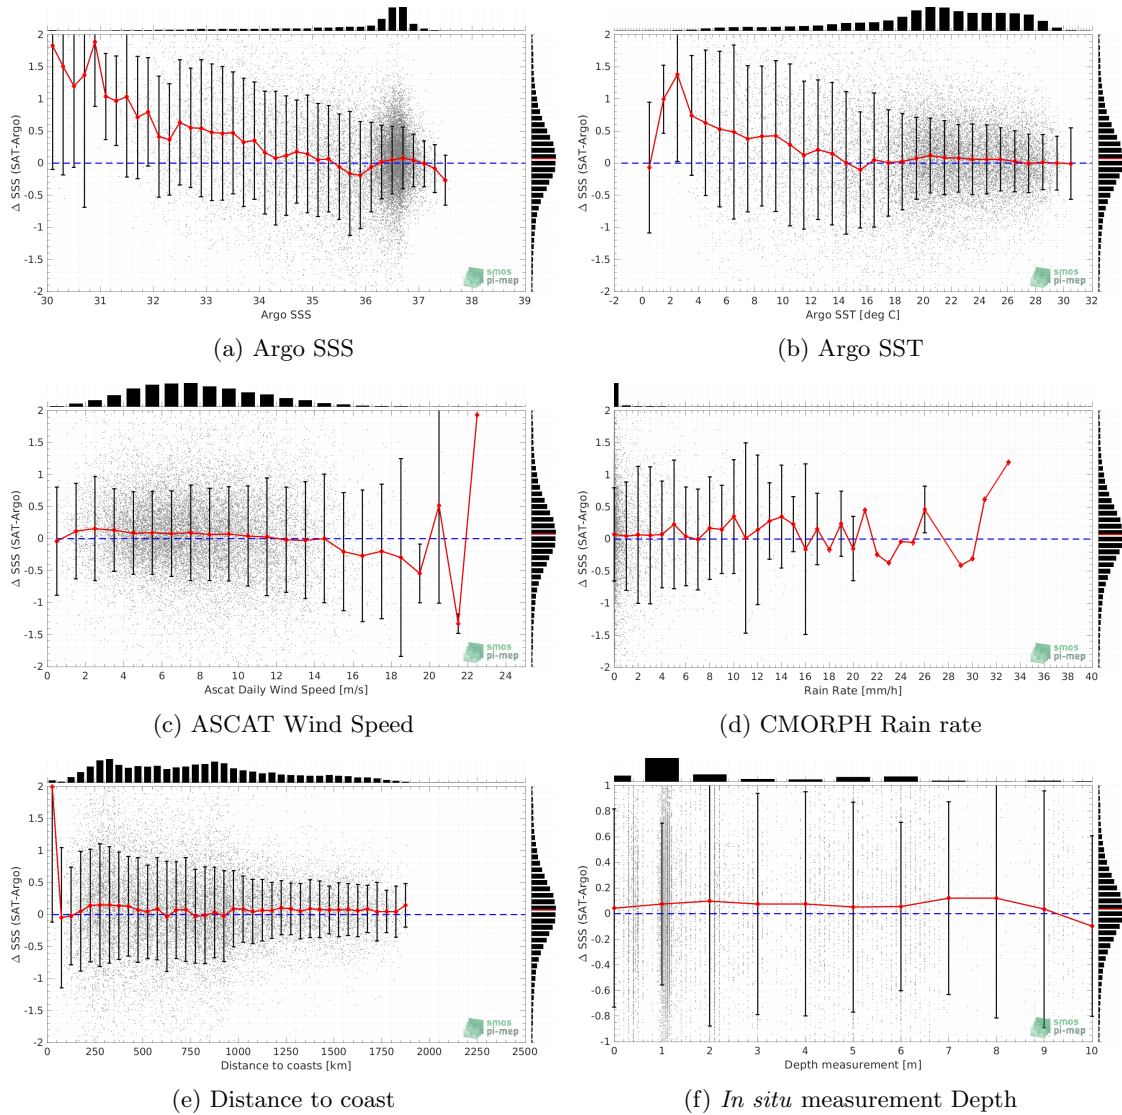 2
1.5
1
0.5
0
-0.5
-1
-1.5
-2
Δ SSS (SAT-Argo)
30 31 32 33 34 35 36 37 38 39
Argo SSS
smos
pi-mep
(a) Argo SSS
2
1.5
1
0.5
0
-0.5
-1
-1.5
-2
Δ SSS (SAT-Argo)
-2 0 2 4 6 8 10 12 14 16 18 20 22 24 26 28 30 32
Argo SST [deg C]
smos
pi-mep
(b) Argo SST
2
1.5
1
0.5
0
-0.5
-1
-1.5
-2
Δ SSS (SAT-Argo)
0 2 4 6 8 10 12 14 16 18 20 22 24
Ascat Daily Wind Speed [m/s]
smos
pi-mep
(c) ASCAT Wind Speed
2
1.5
1
0.5
0
-0.5
-1
-1.5
-2
Δ SSS (SAT-Argo)
0 2 4 6 8 10 12 14 16 18 20 22 24 26 28 30 32 34 36 38 40
Rain Rate [mm/h]
smos
pi-mep
(d) CMORPH Rain rate
2
1.5
1
0.5
0
-0.5
-1
-1.5
-2
Δ SSS (SAT-Argo)
0 250 500 750 1000 1250 1500 1750 2000 2250 2500
Distance to coasts [km]
smos
pi-mep
(e) Distance to coast
1
0.8
0.6
0.4
0.2
0
-0.2
-0.4
-0.6
-0.8
-1
Δ SSS (SAT-Argo)
0 1 2 3 4 5 6 7 8 9 10
Depth measurement [m]
smos
pi-mep
(f) In situ measurement Depth